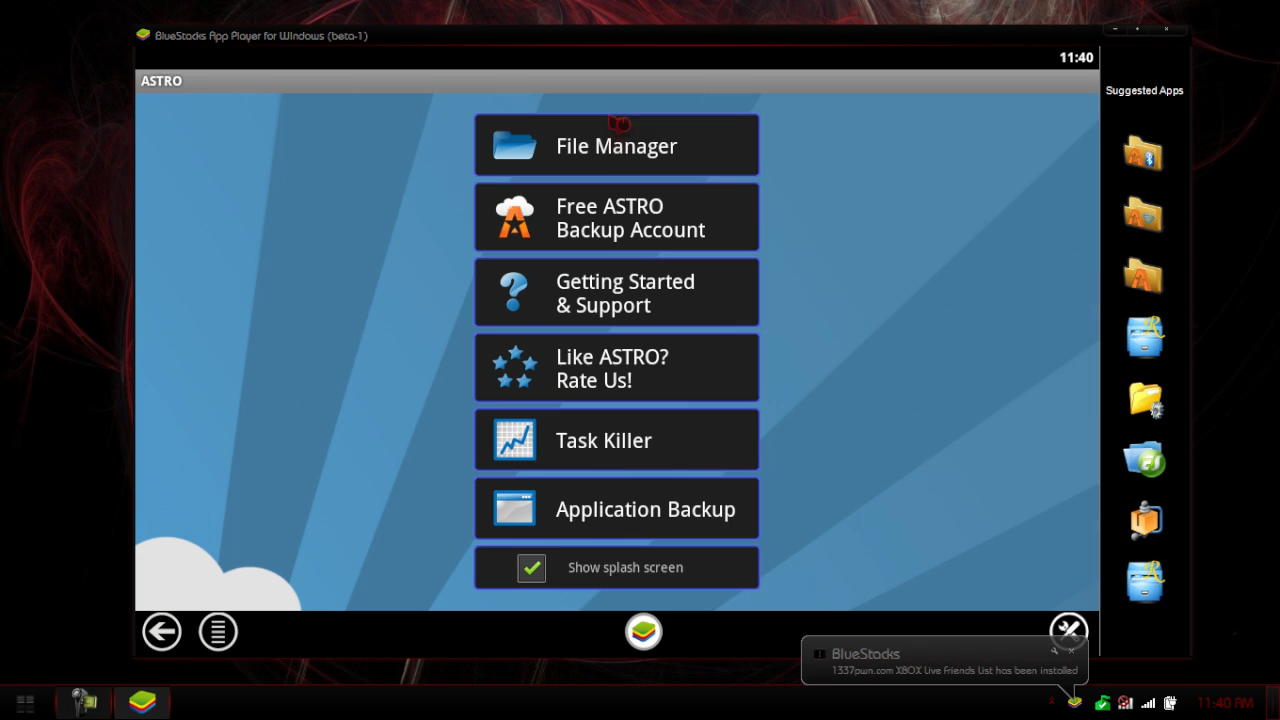 BlueStacks App Player for Windows (beta-1)
11:40
ASTRO
Suggested Apps
File Manager
Free ASTRO
Backup Account
Getting Started
& Support
Like ASTRO?
Rate Us!
Task Killer
Application Backup
Show splash screen
BlueStacks
1337pwn.com XBOX Live Friends List has been installed
11:40 AM